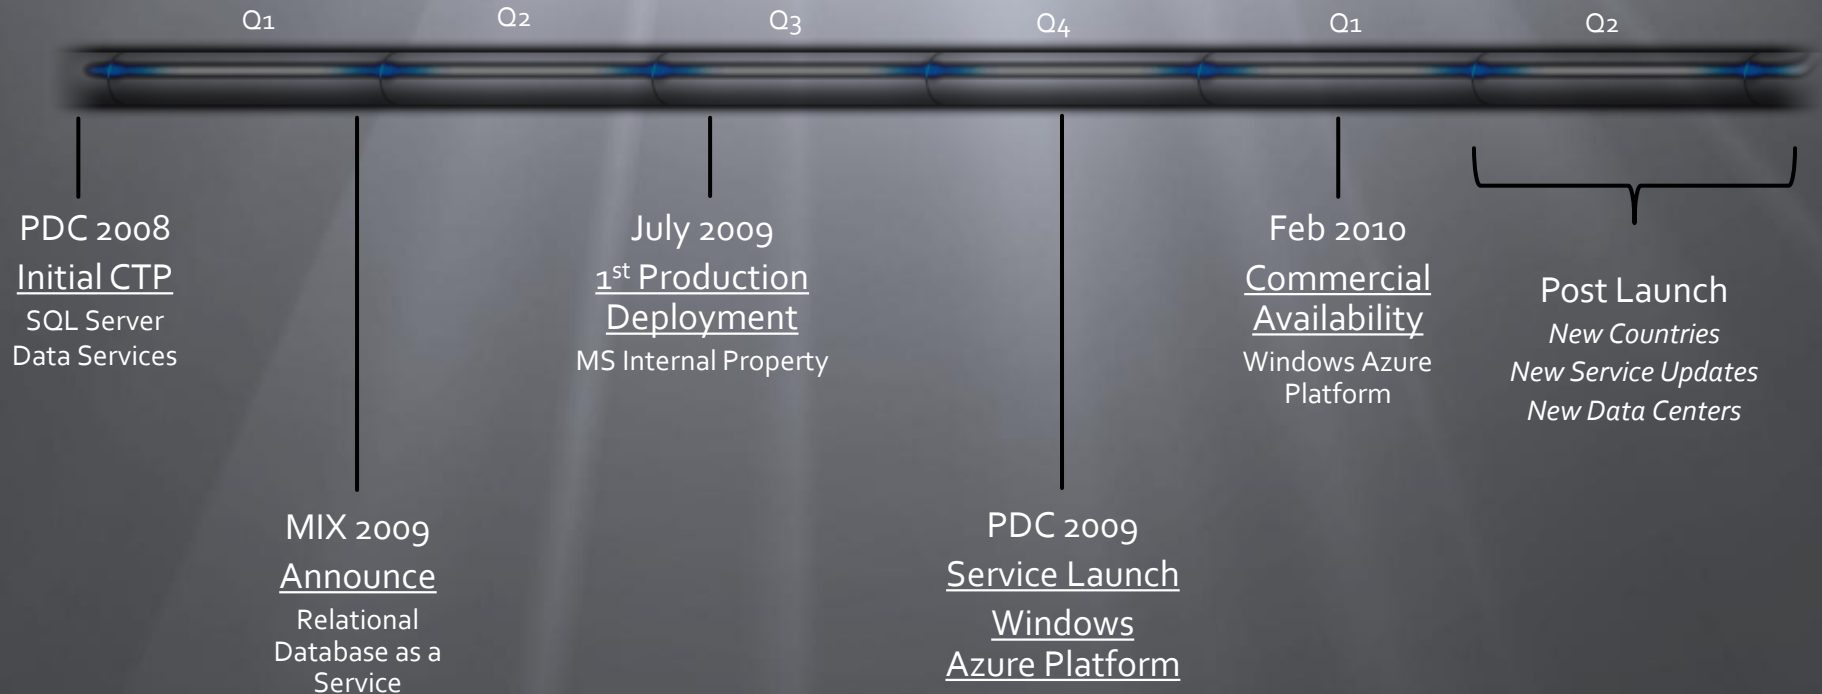 Q1
Q2
Q3
Q4
Q1
Q2
PDC 2008
Initial CTP
SQL Server
Data Services
MIX 2009
Announce
Relational
Database as a
Service
July 2009
1st Production
Deployment
MS Internal Property
PDC 2009
Service Launch
Windows
Azure Platform
Feb 2010
Commercial
Availability
Windows Azure
Platform
Post Launch
New Countries
New Service Updates
New Data Centers